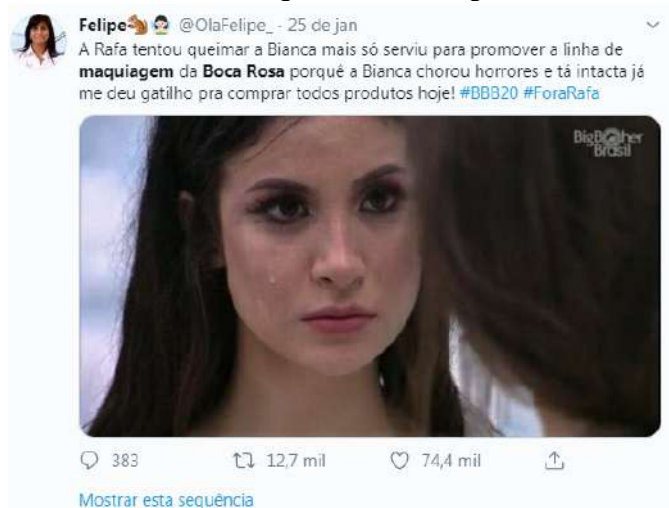 Felipe🐿️🤷🏻‍♂️ @OlaFelipe_ · 25 de jan
A Rafa tentou queimar a Bianca mais só serviu para promover a linha de
maquiagem da Boca Rosa porquê a Bianca chorou horrores e tá intacta já
me deu gatilho pra comprar todos produtos hoje! #BBB20 #ForaRafa
BigBrother
Brasil
383 12,7 mil 74,4 mil
Mostrar esta sequência